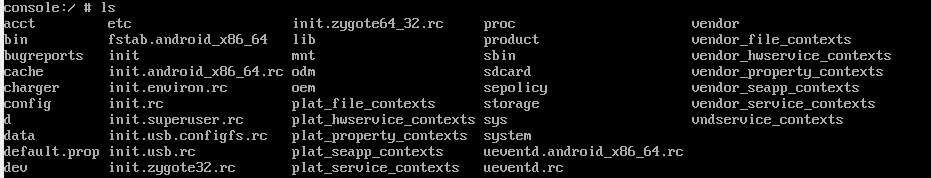 console:/ # ls
acct etc init.zygote64_32.rc proc vendor
bin fstab.android_x86_64 lib product vendor_file_contexts
bugreports init mnt sbin vendor_hwservice_contexts
cache init.android_x86_64.rc odm sdcard vendor_property_contexts
charger init.environ.rc oem sepolicy vendor_seapp_contexts
config init.rc plat_file_contexts storage vendor_service_contexts
d init.superuser.rc plat_hwservice_contexts sys vndservice_contexts
data init.usb.configfs.rc plat_property_contexts system
default.prop init.usb.rc plat_seapp_contexts ueventd.android_x86_64.rc
dev init.zygote32.rc plat_service_contexts ueventd.rc